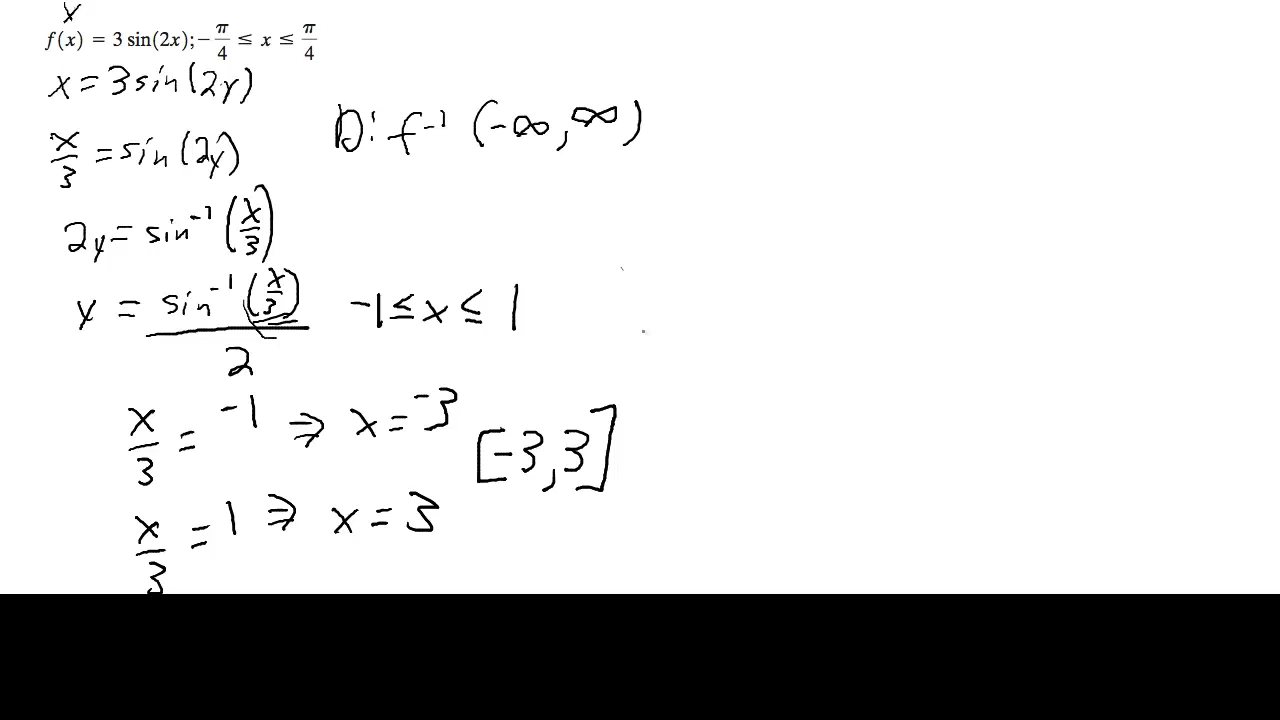 y
f(x) = 3 sin(2x); -π/4 ≤ x ≤ π/4
x = 3 sin(2y)
D: f⁻¹ (-∞, ∞)
x/3 = sin(2y)
2y = sin⁻¹(x/3)
y = sin⁻¹(x/3)/2 -1 ≤ x ≤ 1
x/3 = -1 ⇒ x = -3
[-3, 3]
x/3 = 1 ⇒ x = 3